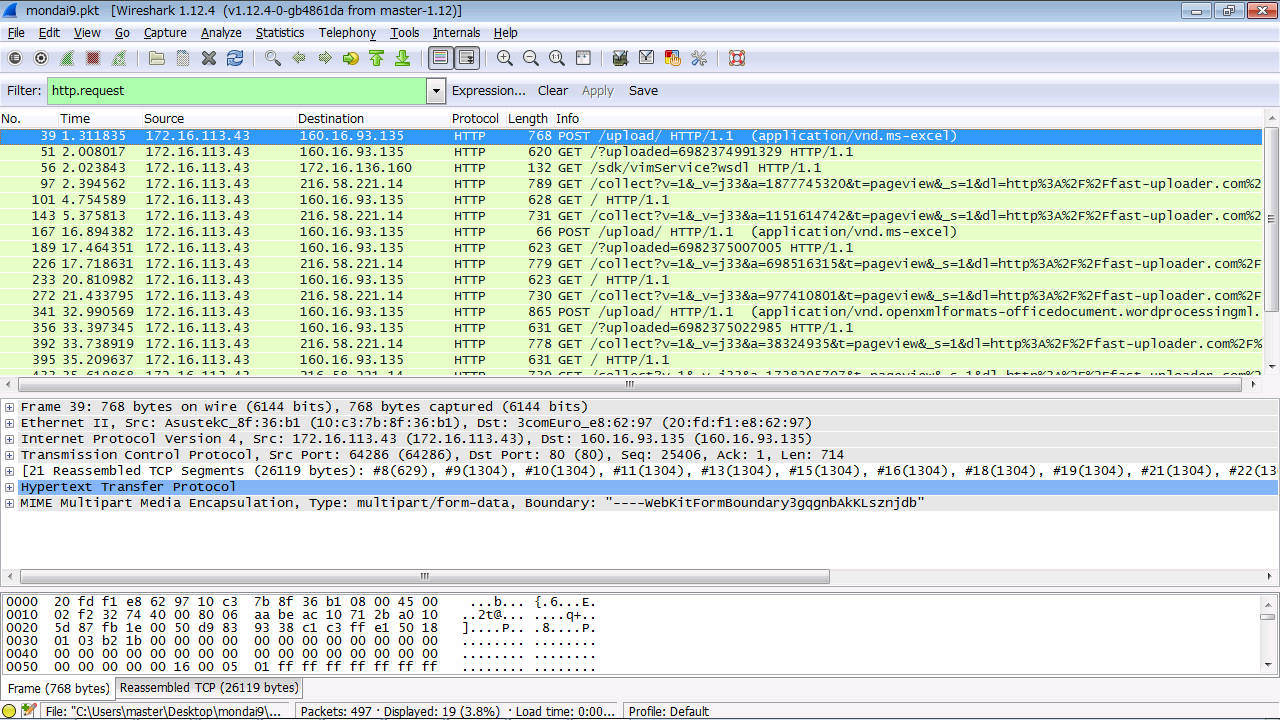 mondai9.pkt [Wireshark 1.12.4 (v1.12.4-0-gb4861da from master-1.12)]
File Edit View Go Capture Analyze Statistics Telephony Tools Internals Help
Filter: http.request Expression... Clear Apply Save
No. Time Source Destination Protocol Length Info
39 1.311835 172.16.113.43 160.16.93.135 HTTP 768 POST /upload/ HTTP/1.1 (application/vnd.ms-excel)
51 2.008017 172.16.113.43 160.16.93.135 HTTP 620 GET /?uploaded=6982374991329 HTTP/1.1
56 2.023843 172.16.113.43 172.16.136.160 HTTP 132 GET /sdk/vimService?wsdl HTTP/1.1
97 2.394562 172.16.113.43 216.58.221.14 HTTP 789 GET /collect?v=1&_v=j33&a=1877745320&t=pageview&_s=1&dl=http%3A%2F%2Ffast-uploader.com%2
101 4.754589 172.16.113.43 160.16.93.135 HTTP 628 GET / HTTP/1.1
143 5.375813 172.16.113.43 216.58.221.14 HTTP 731 GET /collect?v=1&_v=j33&a=1151614742&t=pageview&_s=1&dl=http%3A%2F%2Ffast-uploader.com%2
167 16.894382 172.16.113.43 160.16.93.135 HTTP 66 POST /upload/ HTTP/1.1 (application/vnd.ms-excel)
189 17.464351 172.16.113.43 160.16.93.135 HTTP 623 GET /?uploaded=6982375007005 HTTP/1.1
226 17.718631 172.16.113.43 216.58.221.14 HTTP 779 GET /collect?v=1&_v=j33&a=698516315&t=pageview&_s=1&dl=http%3A%2F%2Ffast-uploader.com%2F
233 20.810982 172.16.113.43 160.16.93.135 HTTP 623 GET / HTTP/1.1
272 21.433795 172.16.113.43 216.58.221.14 HTTP 730 GET /collect?v=1&_v=j33&a=977410801&t=pageview&_s=1&dl=http%3A%2F%2Ffast-uploader.com%2F
341 32.990569 172.16.113.43 160.16.93.135 HTTP 865 POST /upload/ HTTP/1.1 (application/vnd.openxmlformats-officedocument.wordprocessingml.
356 33.397345 172.16.113.43 160.16.93.135 HTTP 631 GET /?uploaded=6982375022985 HTTP/1.1
392 33.738919 172.16.113.43 216.58.221.14 HTTP 778 GET /collect?v=1&_v=j33&a=38324935&t=pageview&_s=1&dl=http%3A%2F%2Ffast-uploader.com%2F%
395 35.209637 172.16.113.43 160.16.93.135 HTTP 631 GET / HTTP/1.1
Frame 39: 768 bytes on wire (6144 bits), 768 bytes captured (6144 bits)
Ethernet II, Src: AsustekC_8f:36:b1 (10:c3:7b:8f:36:b1), Dst: 3comEuro_e8:62:97 (20:fd:f1:e8:62:97)
Internet Protocol Version 4, Src: 172.16.113.43 (172.16.113.43), Dst: 160.16.93.135 (160.16.93.135)
Transmission Control Protocol, Src Port: 64286 (64286), Dst Port: 80 (80), Seq: 25406, Ack: 1, Len: 714
[21 Reassembled TCP Segments (26119 bytes): #8(629), #9(1304), #10(1304), #11(1304), #13(1304), #15(1304), #16(1304), #18(1304), #19(1304), #21(1304), #22(13
Hypertext Transfer Protocol
MIME Multipart Media Encapsulation, Type: multipart/form-data, Boundary: "----WebKitFormBoundary3gqgnbAkKLsznjdb"
0000 20 fd f1 e8 62 97 10 c3 7b 8f 36 b1 08 00 45 00 ...b... {.6...E.
0010 02 f2 32 74 40 00 80 06 aa be ac 10 71 2b a0 10 ..2t@... ....q+..
0020 5d 87 fb 1e 00 50 d9 83 93 38 c1 c3 ff e1 50 18 ]....P.. .8....P.
0030 01 03 b2 1b 00 00 00 00 00 00 00 00 00 00 00 00 ........ ........
0040 00 00 00 00 00 00 00 00 00 00 00 00 00 00 00 00 ........ ........
0050 00 00 00 00 00 16 00 05 01 ff ff ff ff ff ff ff ........ ........
Frame (768 bytes) Reassembled TCP (26119 bytes)
File: "C:\Users\master\Desktop\mondai9\... Packets: 497 · Displayed: 19 (3.8%) · Load time: 0:00... Profile: Default